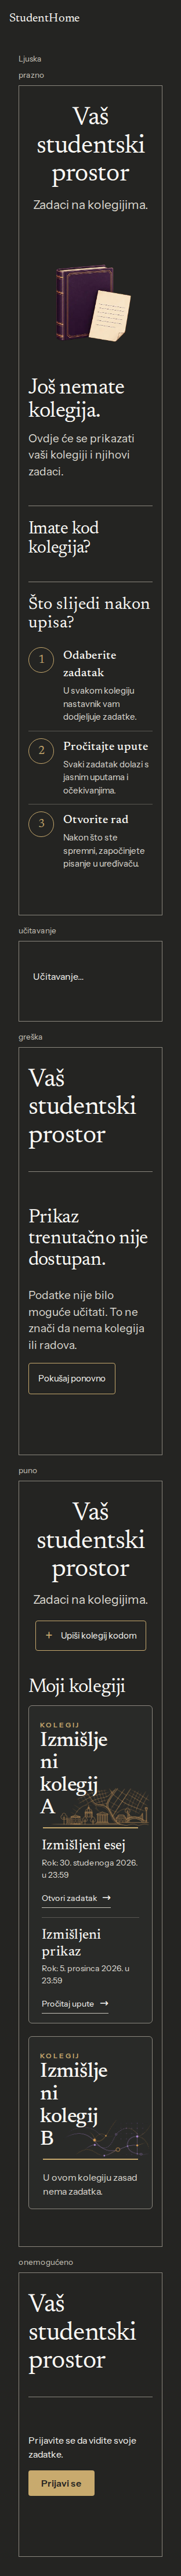 StudentHome
Ljuska
prazno
Vaš
studentski
prostor
Zadaci na kolegijima.
Još nemate
kolegija.
Ovdje će se prikazati
vaši kolegiji i njihovi
zadaci.
Imate kod
kolegija?
Što slijedi nakon
upisa?
1
Odaberite
zadatak
U svakom kolegiju
nastavnik vam
dodjeljuje zadatke.
2
Pročitajte upute
Svaki zadatak dolazi s
jasnim uputama i
očekivanjima.
3
Otvorite rad
Nakon što ste
spremni, započinjete
pisanje u uređivaču.
učitavanje
Učitavanje…
greška
Vaš
studentski
prostor
Prikaz
trenutačno nije
dostupan.
Podatke nije bilo
moguće učitati. To ne
znači da nema kolegija
ili radova.
Pokušaj ponovno
puno
Vaš
studentski
prostor
Zadaci na kolegijima.
+ Upiši kolegij kodom
Moji kolegiji
KOLEGIJ
Izmišlje
ni
kolegij
A
Izmišljeni esej
Rok: 30. studenoga 2026.
u 23:59
Otvori zadatak →
Izmišljeni
prikaz
Rok: 5. prosinca 2026. u
23:59
Pročitaj upute →
KOLEGIJ
Izmišlje
ni
kolegij
B
U ovom kolegiju zasad
nema zadatka.
onemogućeno
Vaš
studentski
prostor
Prijavite se da vidite svoje
zadatke.
Prijavi se